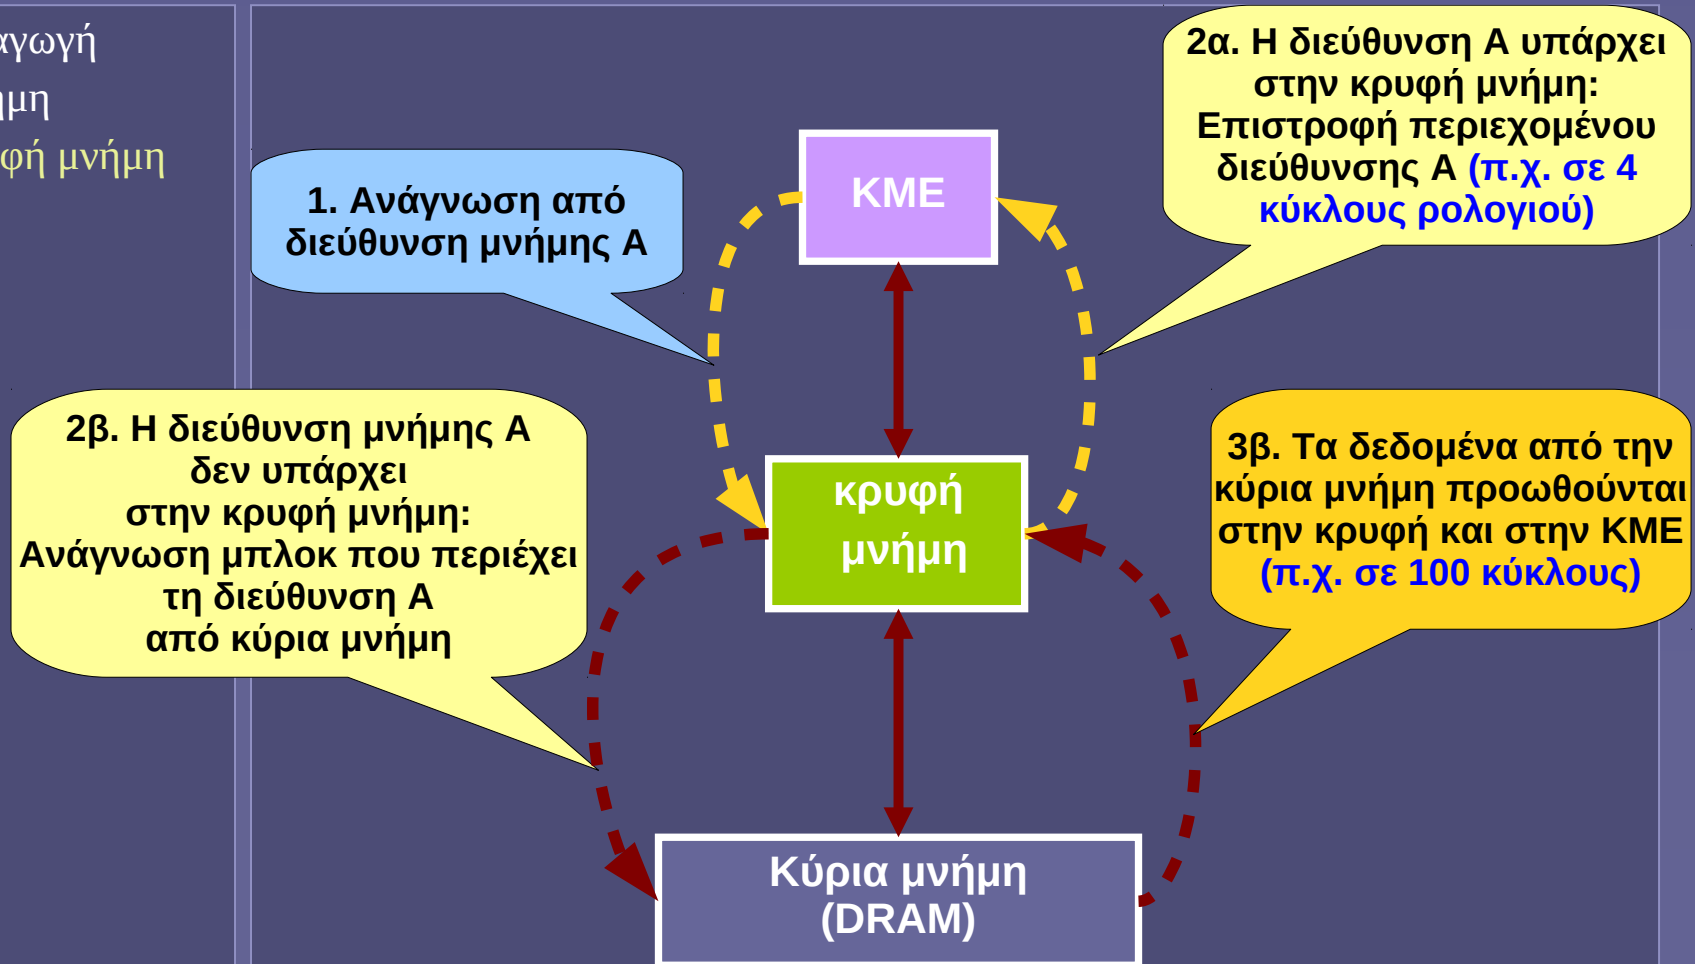 αγωγή
ήμη
φή μνήμη
1. Ανάγνωση από
διεύθυνση μνήμης Α
ΚΜΕ
2α. Η διεύθυνση Α υπάρχει
στην κρυφή μνήμη:
Επιστροφή περιεχομένου
διεύθυνσης Α (π.χ. σε 4
κύκλους ρολογιού)
2β. Η διεύθυνση μνήμης Α
δεν υπάρχει
στην κρυφή μνήμη:
Ανάγνωση μπλοκ που περιέχει
τη διεύθυνση Α
από κύρια μνήμη
κρυφή
μνήμη
3β. Τα δεδομένα από την
κύρια μνήμη προωθούνται
στην κρυφή και στην ΚΜΕ
(π.χ. σε 100 κύκλους)
Κύρια μνήμη
(DRAM)